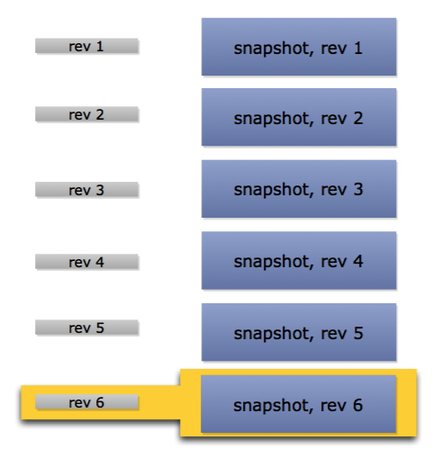 rev 1
snapshot, rev 1
rev 2
snapshot, rev 2
rev 3
snapshot, rev 3
rev 4
snapshot, rev 4
rev 5
snapshot, rev 5
rev 6
snapshot, rev 6